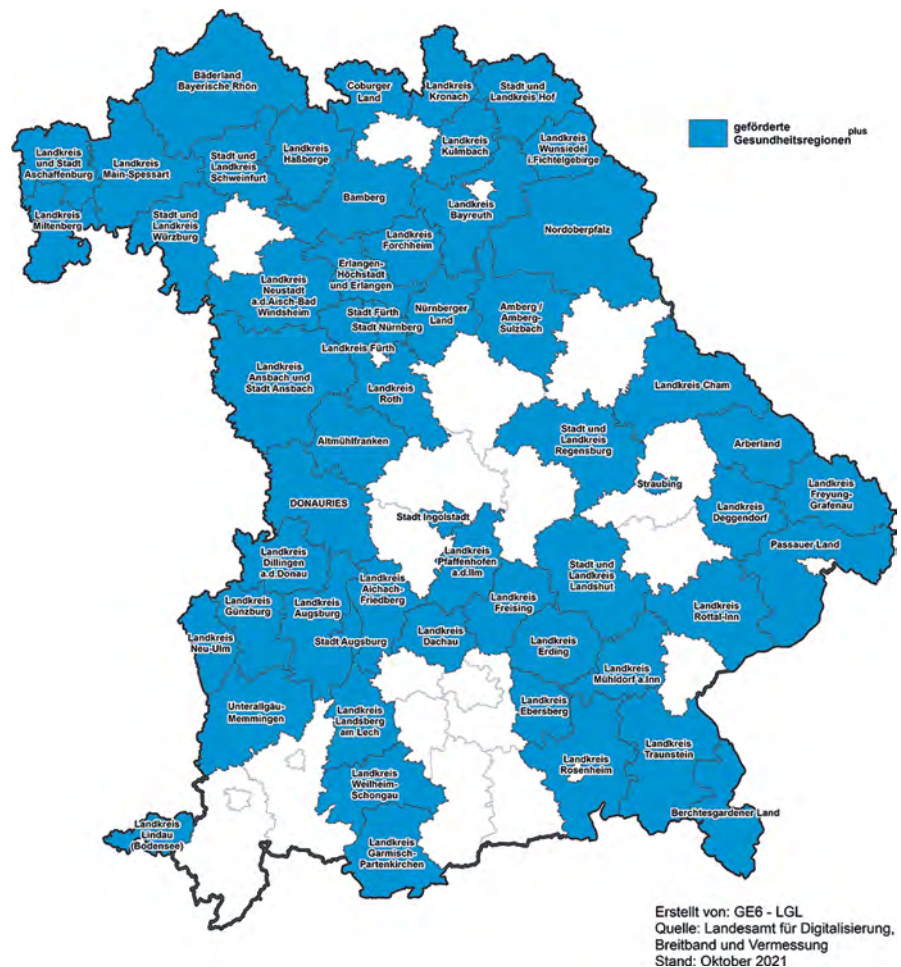 Bäderland
Bayerische Rhön
Coburger
Land
Landkreis
Kronach
Stadt und
Landkreis Hof
geförderte
Gesundheitsregionen plus
Landkreis
und Stadt
Aschaffenburg
Landkreis
Main-Spessart
Stadt und
Landkreis
Schweinfurt
Landkreis
Haßberge
Landkreis
Kulmbach
Landkreis
Wunsiedel
i.Fichtelgebirge
Landkreis
Miltenberg
Stadt und
Landkreis
Würzburg
Bamberg
Landkreis
Bayreuth
Nordoberpfalz
Landkreis
Forchheim
Erlangen-
Höchstadt
und Erlangen
Landkreis
Neustadt
a.d.Aisch-Bad
Windsheim
Stadt Fürth
Stadt Nürnberg
Nürnberger
Land
Amberg /
Amberg-
Sulzbach
Landkreis Fürth
Landkreis
Ansbach und
Stadt Ansbach
Landkreis
Roth
Landkreis Cham
Altmühlfranken
Stadt und
Landkreis
Regensburg
Arberland
Straubing
Landkreis
Freyung-
Grafenau
DONAURIES
Stadt Ingolstadt
Landkreis
Deggendorf
Passauer Land
Landkreis
Dillingen
a.d.Donau
Landkreis
Pfaffenhofen
a.d.Ilm
Stadt und
Landkreis
Landshut
Landkreis
Aichach-
Friedberg
Landkreis
Günzburg
Landkreis
Augsburg
Landkreis
Freising
Landkreis
Rottal-Inn
Landkreis
Neu-Ulm
Stadt Augsburg
Landkreis
Dachau
Landkreis
Erding
Landkreis
Mühldorf a.Inn
Unterallgäu-
Memmingen
Landkreis
Landsberg
am Lech
Landkreis
Ebersberg
Landkreis
Traunstein
Landkreis
Rosenheim
Landkreis
Weilheim-
Schongau
Berchtesgardener Land
Landkreis
Lindau
(Bodensee)
Landkreis
Garmisch-
Partenkirchen
Erstellt von: GE6 - LGL
Quelle: Landesamt für Digitalisierung,
Breitband und Vermessung
Stand: Oktober 2021